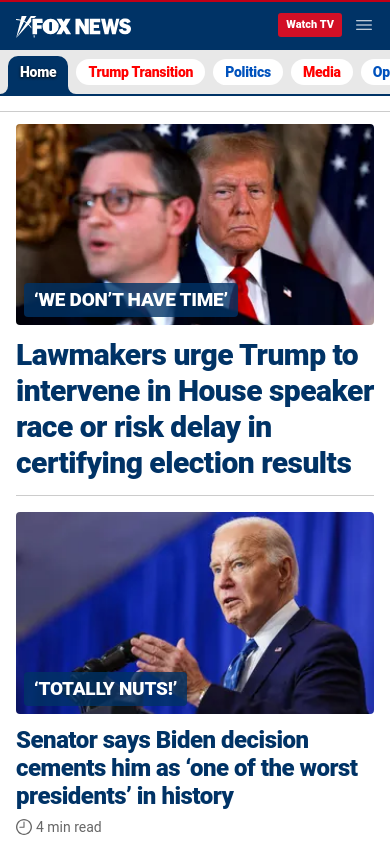 FOX NEWS
Watch TV
Home
Trump Transition
Politics
Media
Op
‘WE DON’T HAVE TIME’
Lawmakers urge Trump to
intervene in House speaker
race or risk delay in
certifying election results
‘TOTALLY NUTS!’
Senator says Biden decision
cements him as ‘one of the worst
presidents’ in history
4 min read